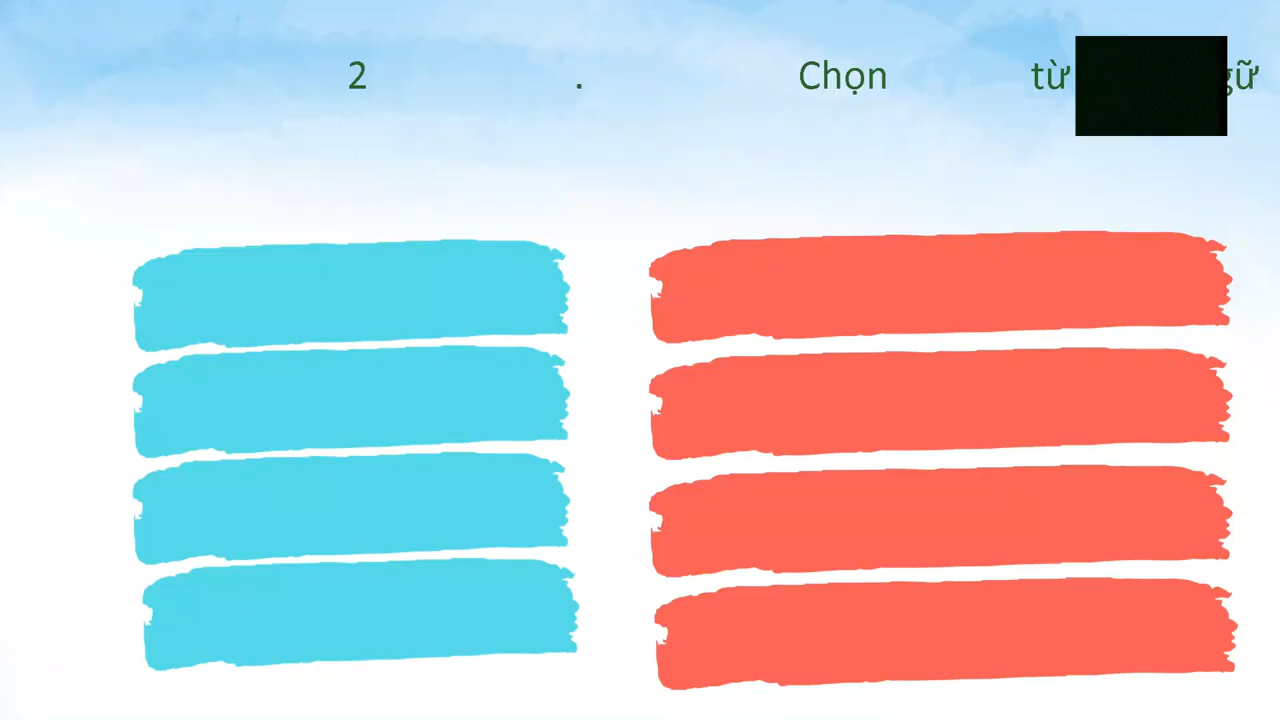 2 . Chọn từ